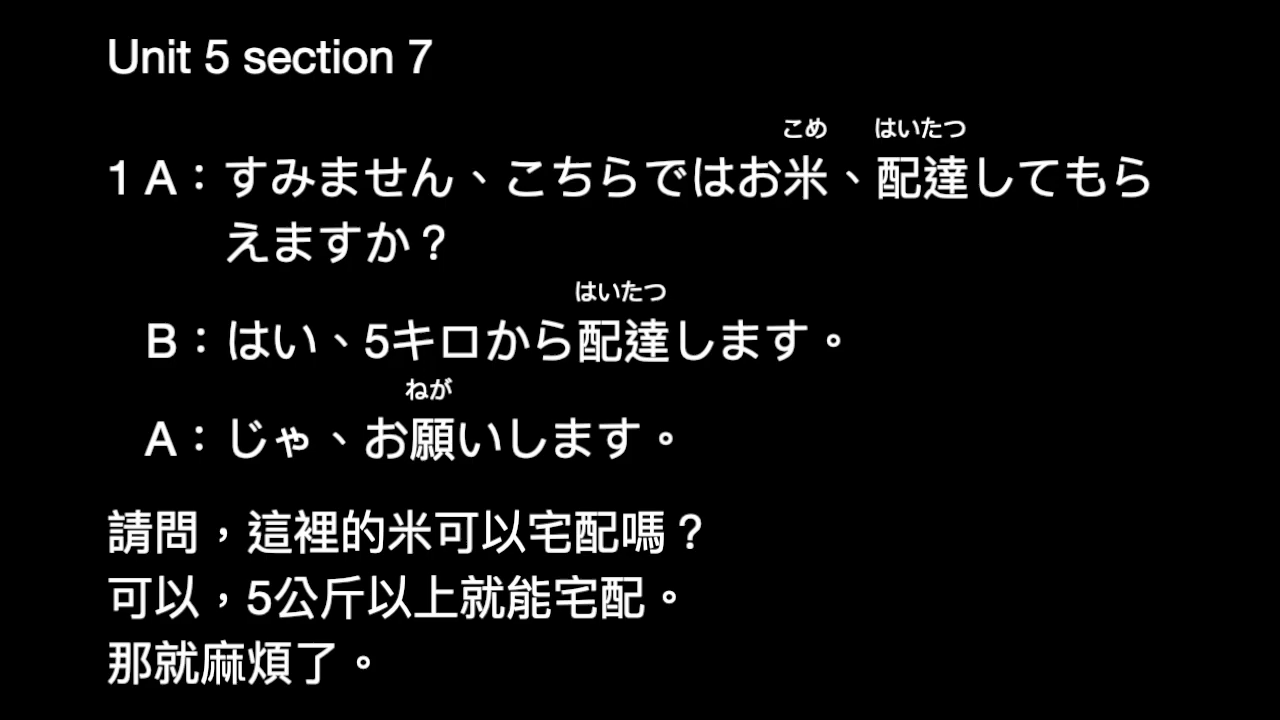 Unit 5 section 7
こめ はいたつ
1 A：すみません、こちらではお米、配達してもら
えますか？
はいたつ
B：はい、5キロから配達します。
ねが
A：じゃ、お願いします。
請問，這裡的米可以宅配嗎？
可以，5公斤以上就能宅配。
那就麻煩了。